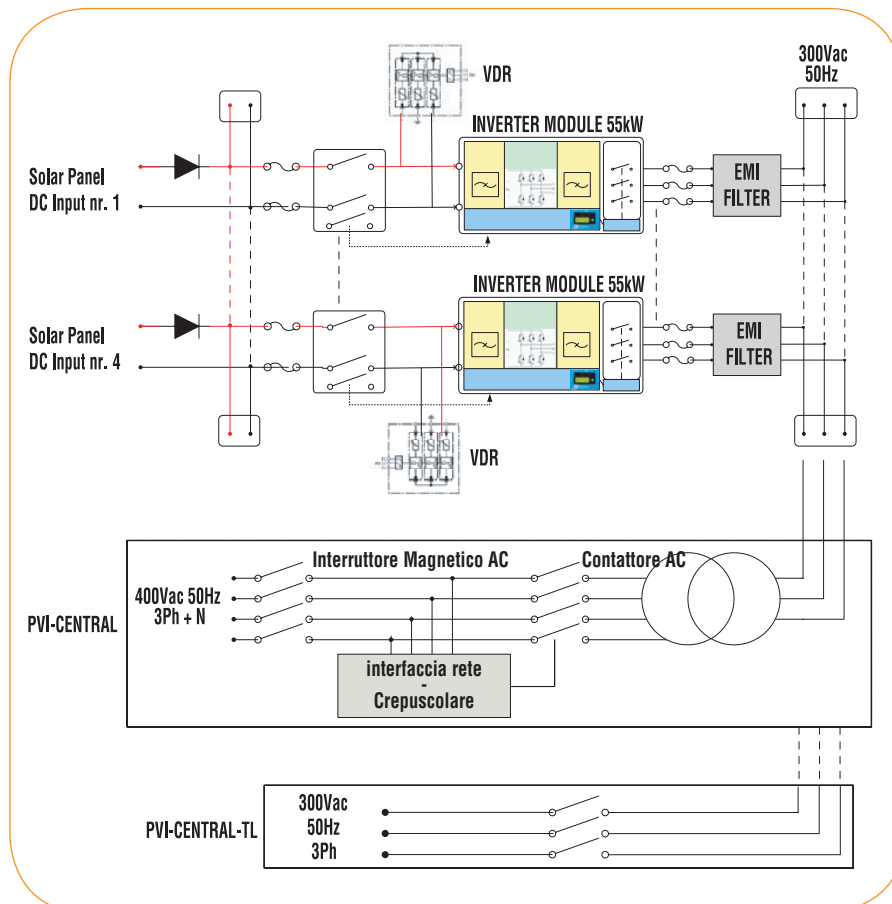 VDR
300Vac
50Hz
INVERTER MODULE 55kW
Solar Panel
DC Input nr. 1
EMI
FILTER
INVERTER MODULE 55kW
Solar Panel
DC Input nr. 4
EMI
FILTER
VDR
PVI-CENTRAL
Interruttore Magnetico AC
Contattore AC
400Vac 50Hz
3Ph + N
interfaccia rete
-
Crepuscolare
PVI-CENTRAL-TL
300Vac
50Hz
3Ph